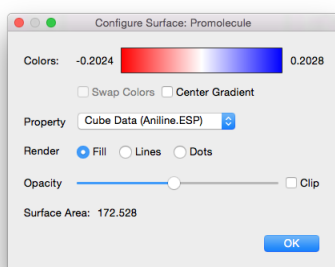 Configure Surface: Promolecule
Colors: -0.2024 0.2028
Swap Colors Center Gradient
Property Cube Data (Aniline.ESP)
Render Fill Lines Dots
Opacity Clip
Surface Area: 172.528
OK